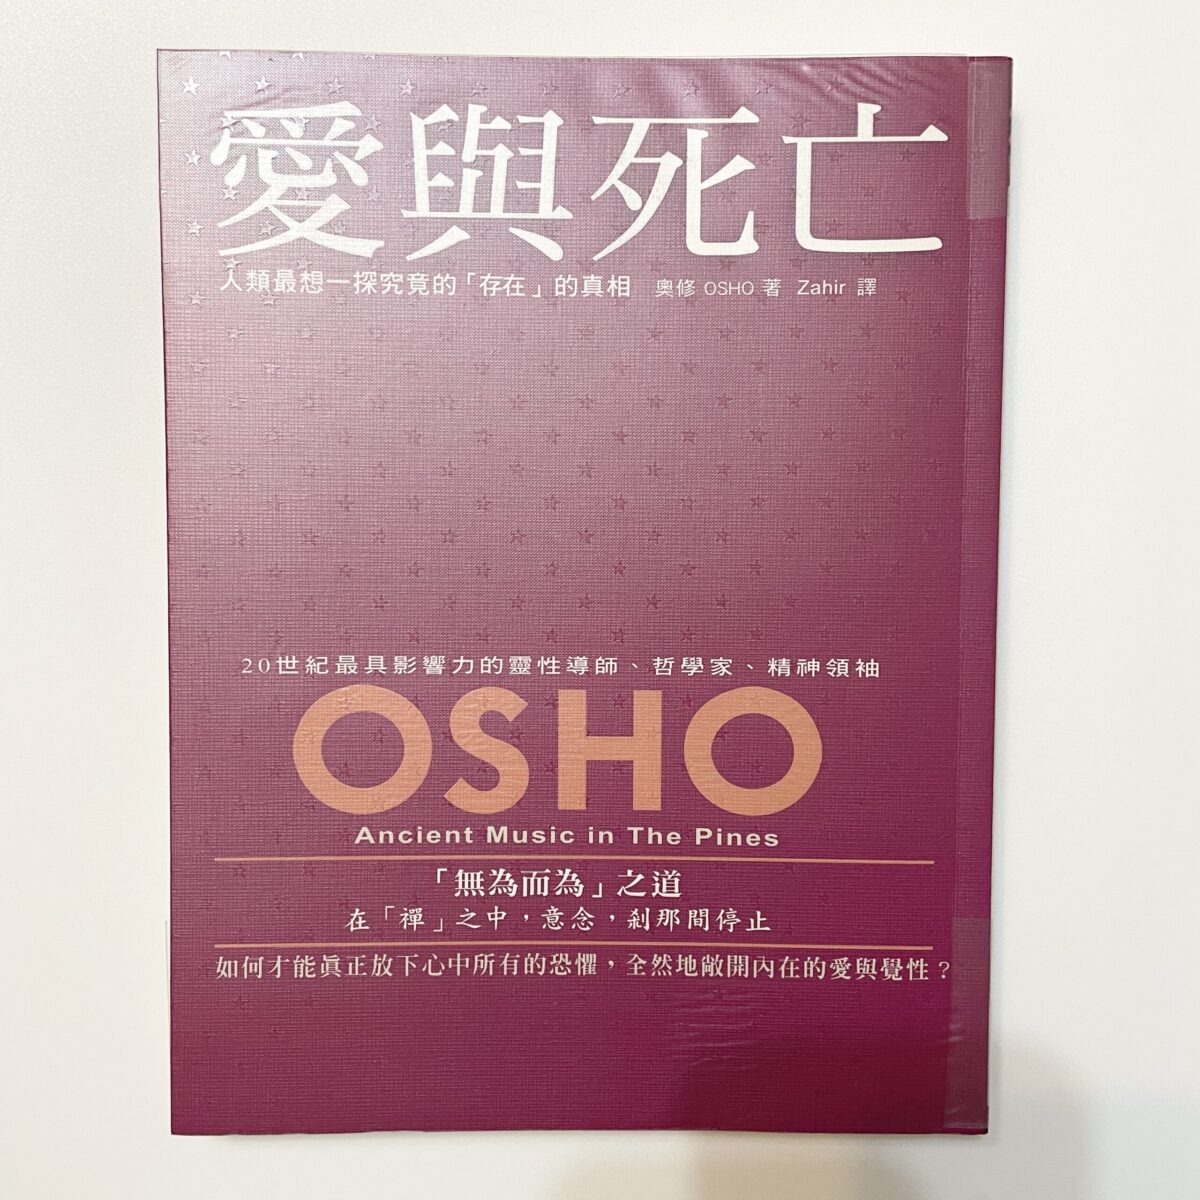 愛與死亡
人類最想一探究竟的「存在」的真相 奧修 OSHO 著 Zahir 譯
20世紀最具影響力的靈性導師、哲學家、精神領袖
OSHO
Ancient Music in The Pines
「無為而為」之道
在「禪」之中，意念，剎那間停止
如何才能眞正放下心中所有的恐懼，全然地敞開內在的愛與覺性？